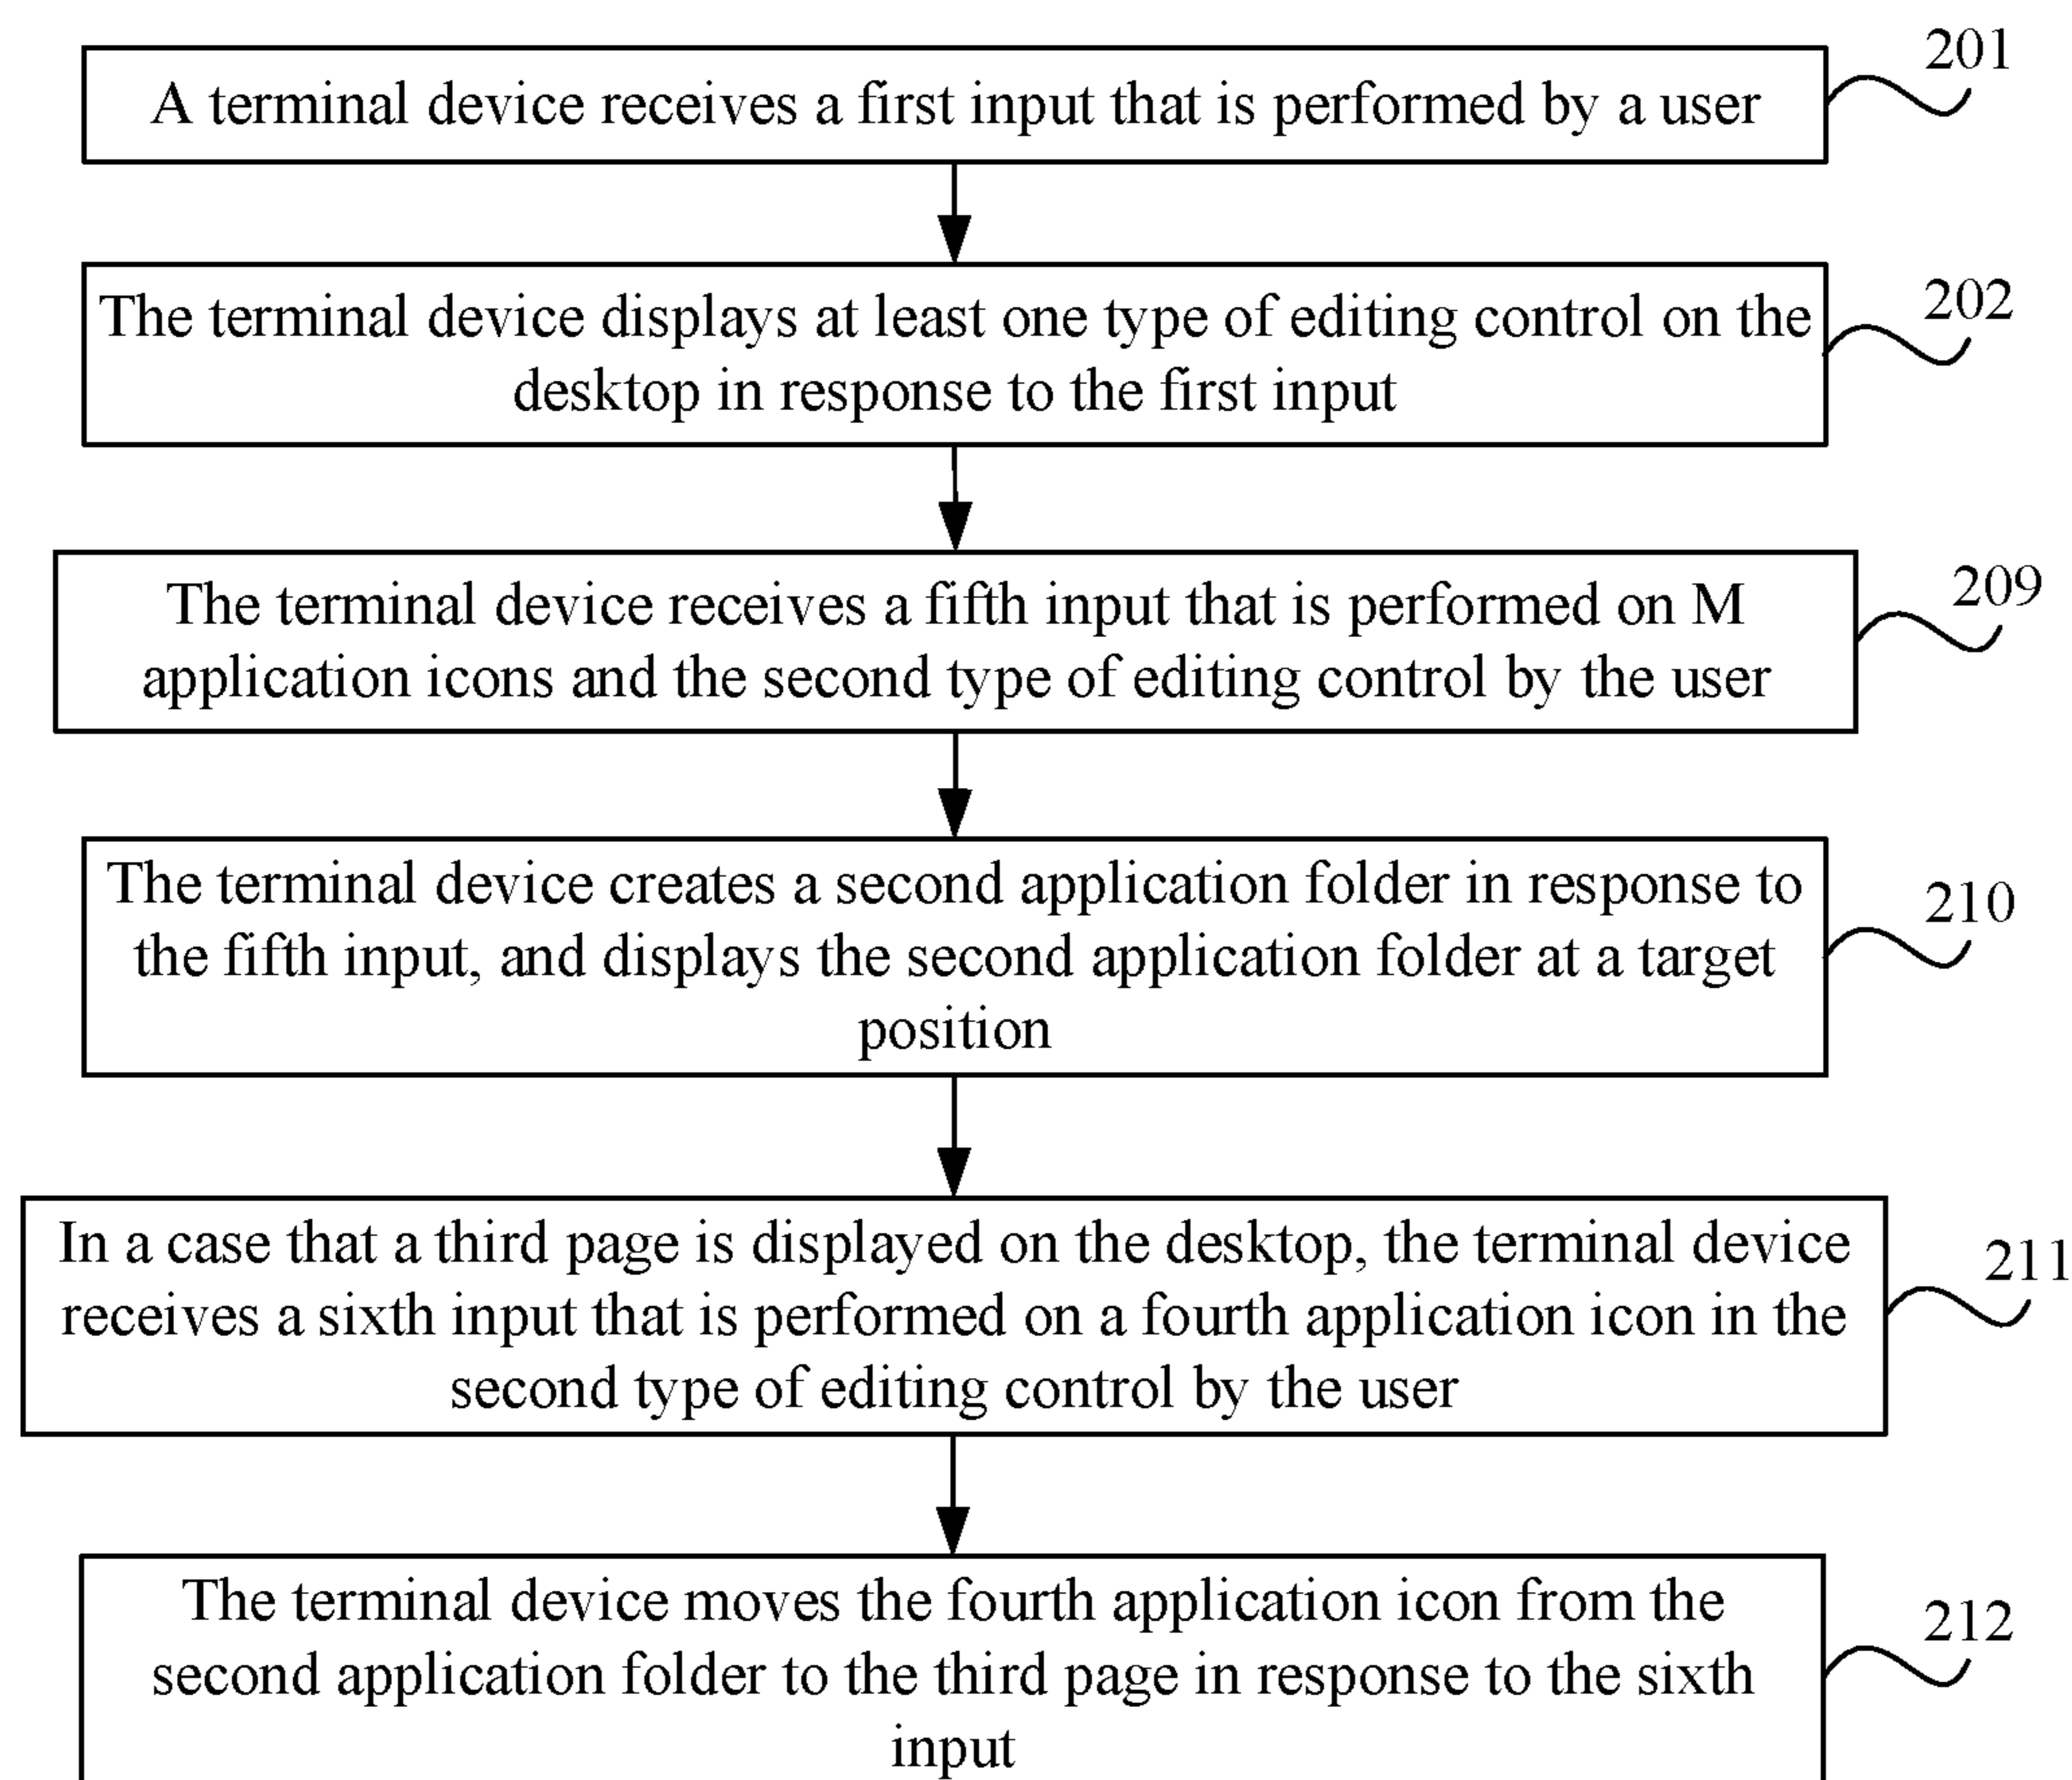 201
A terminal device receives a first input that is performed by a user
202
The terminal device displays at least one type of editing control on the
desktop in response to the first input
209
The terminal device receives a fifth input that is performed on M
application icons and the second type of editing control by the user
210
The terminal device creates a second application folder in response to
the fifth input, and displays the second application folder at a target
position
211
In a case that a third page is displayed on the desktop, the terminal device
receives a sixth input that is performed on a fourth application icon in the
second type of editing control by the user
212
The terminal device moves the fourth application icon from the
second application folder to the third page in response to the sixth
input